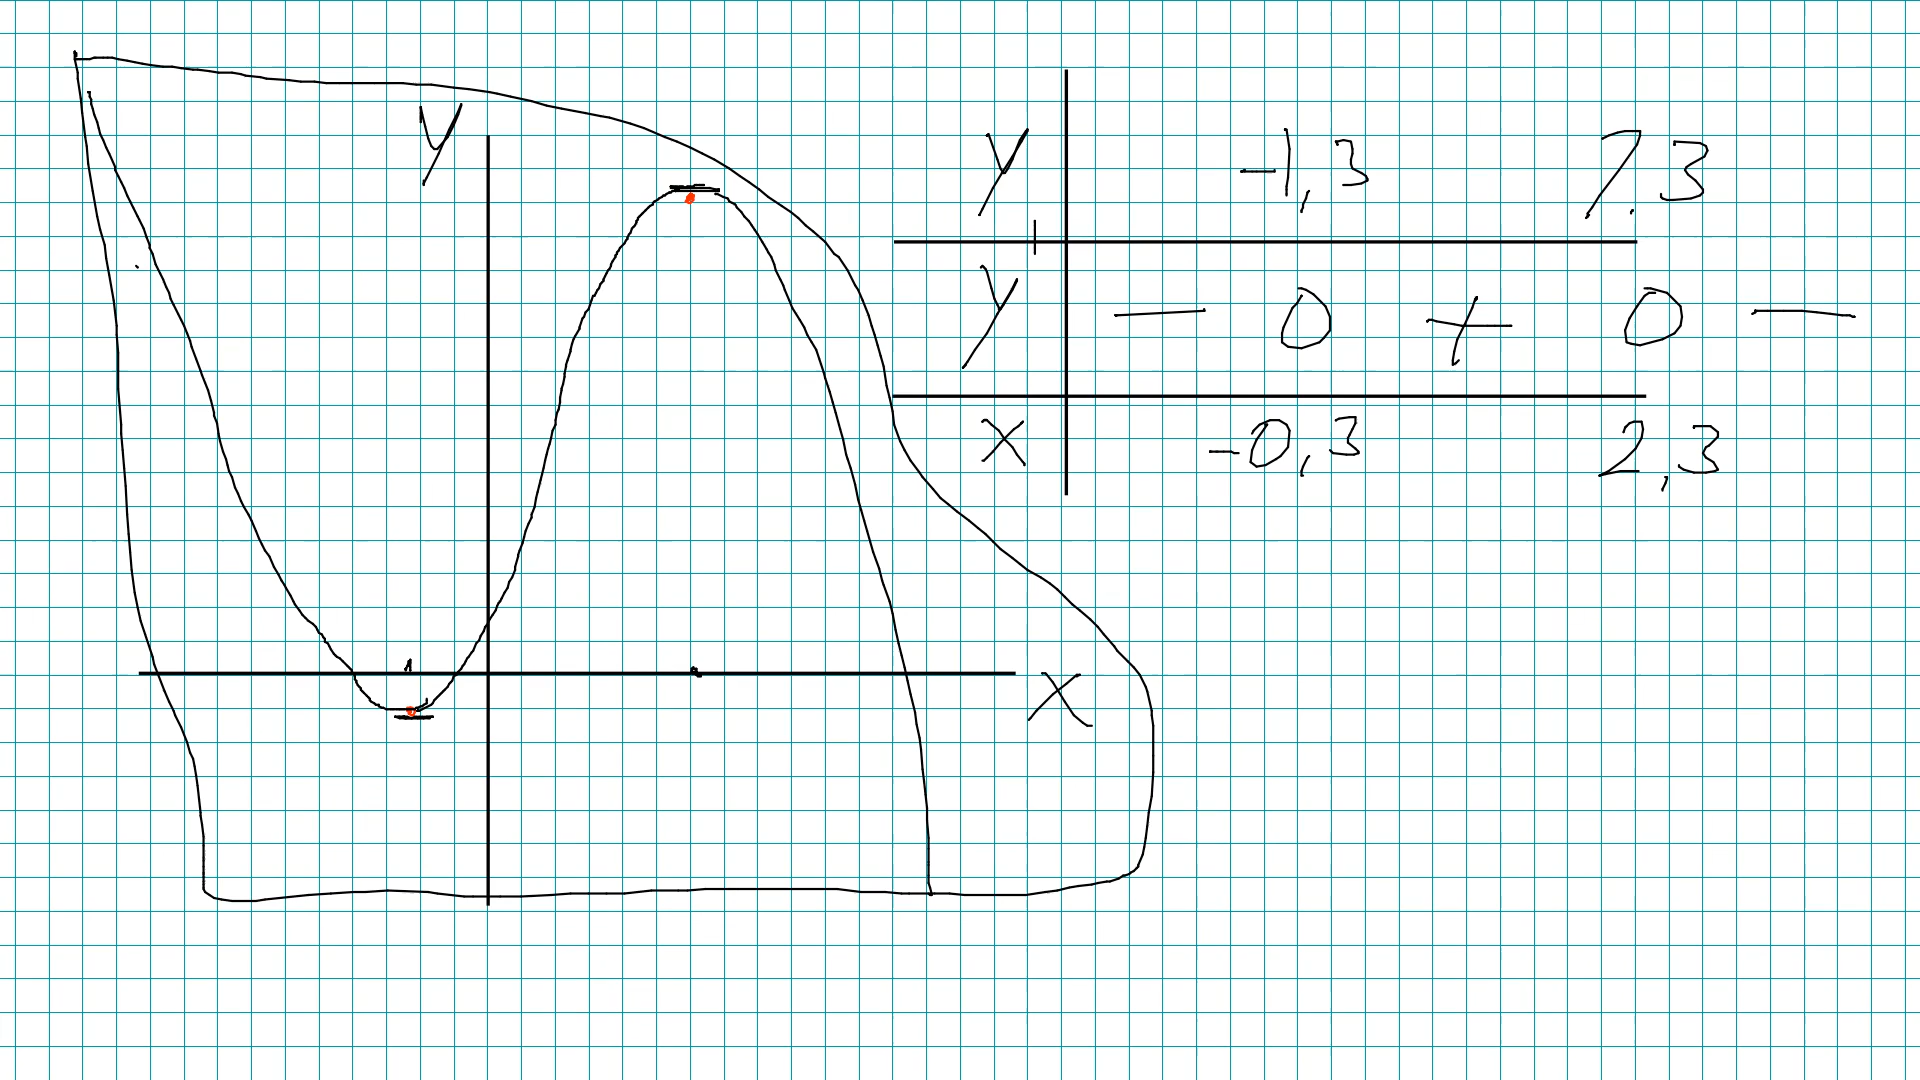 y
x
y -1,3 7,3
y' - 0 + 0 -
x -0,3 2,3